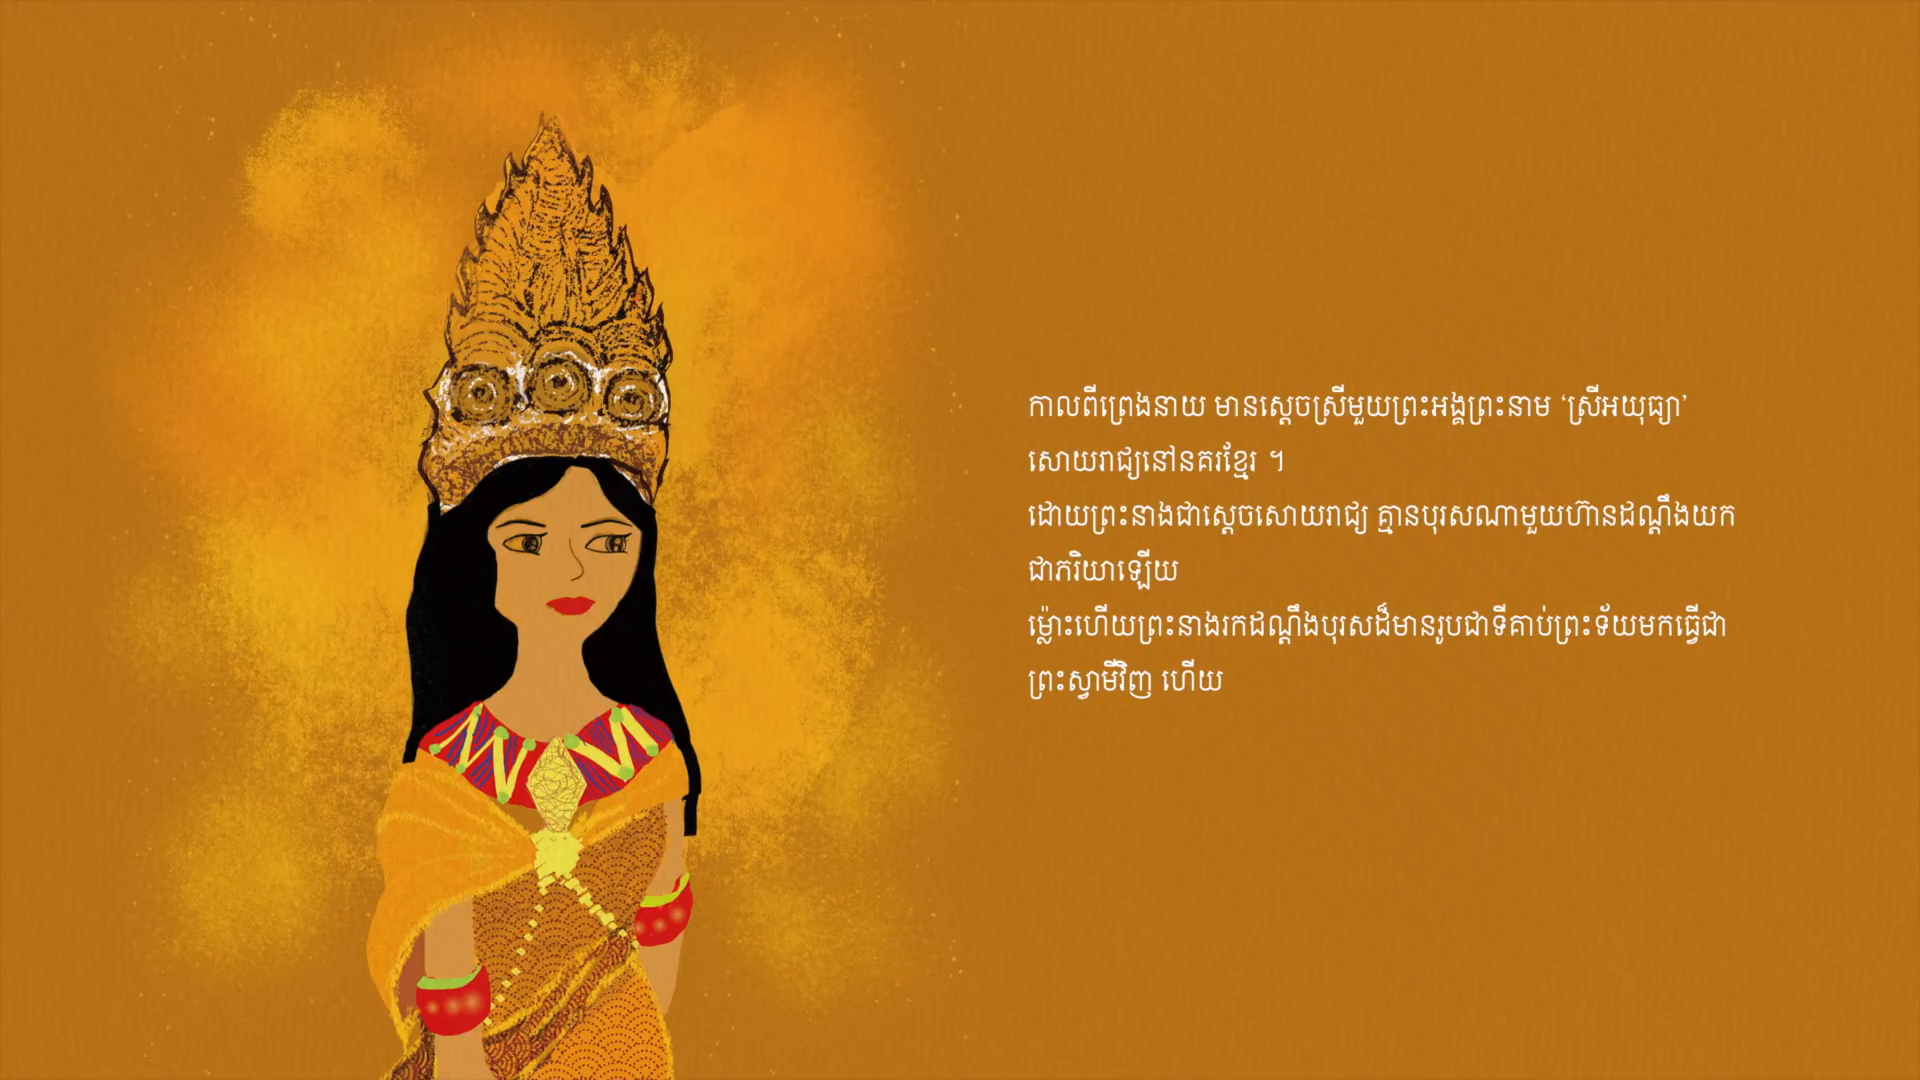 កាលពីព្រេងនាយ មានស្ដេចស្រីមួយព្រះអង្គព្រះនាម ‘ស្រីអយុធ្យា’
សោយរាជ្យនៅនគរខ្មែរ ។
ដោយព្រះនាងជាស្ដេចសោយរាជ្យ គ្មានបុរសណាមួយហ៊ានដណ្ដឹងយក
ជាភរិយាឡើយ
ម្ល៉ោះហើយព្រះនាងរកដណ្ដឹងបុរសដ៏មានរូបជាទីគាប់ព្រះទ័យមកធ្វើជា
ព្រះស្វាមីវិញ ហើយ